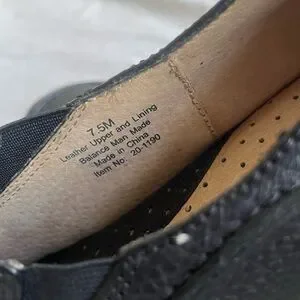 7.5M
Leather Upper and Lining
Balance Man Made
Made in China
Item No: 20-1190